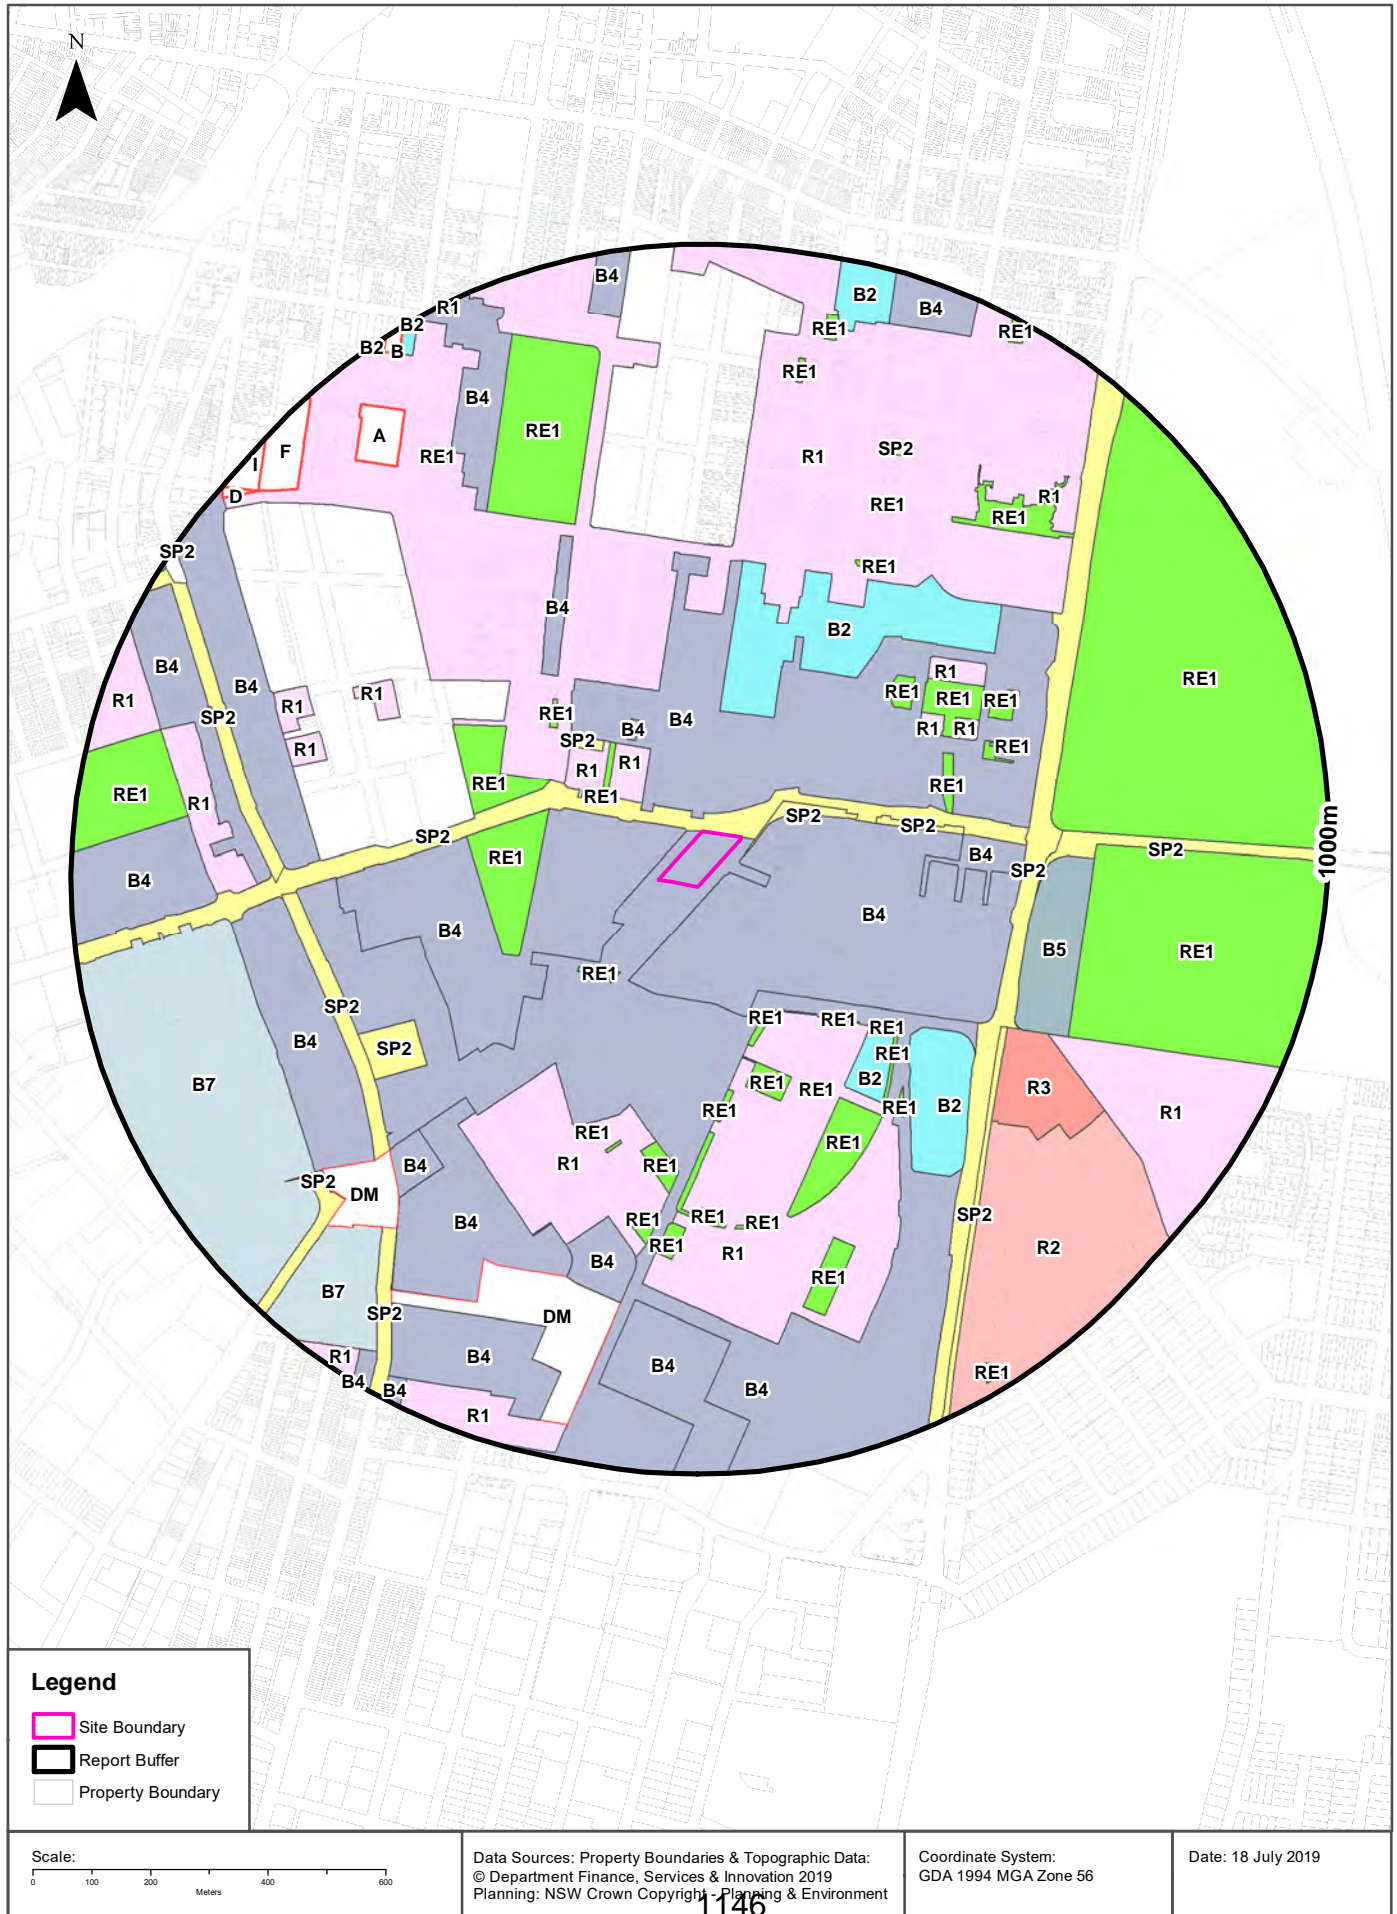 N
B4
B2
B4
R1
B2
RE1
RE1
B2
B
RE1
B4
A
RE1
RE1
F
I
R1
SP2
D
RE1
R1
RE1
SP2
RE1
B4
B2
B4
R1
B4
R1
R1
RE1
R1
RE1
RE1
RE1
SP2
B4
B4
R1
R1
SP2
RE1
R1
R1
R1
RE1
RE1
RE1
RE1
R1
RE1
SP2
SP2
SP2
1000m
SP2
RE1
B4
SP2
B4
B4
B4
B5
RE1
RE1
SP2
RE1
RE1
RE1
B4
SP2
RE1
B2
B7
RE1
RE1
R3
B2
RE1
RE1
R1
RE1
RE1
B4
R1
RE1
SP2
DM
B4
RE1
RE1
RE1
SP2
RE1
R1
R2
B4
RE1
B7
SP2
DM
R1
B4
B4
RE1
B4
B4
B4
R1
Legend
Site Boundary
Report Buffer
Property Boundary
Scale:
0 100 200 400 600
Meters
Data Sources: Property Boundaries & Topographic Data:
© Department Finance, Services & Innovation 2019
Planning: NSW Crown Copyright - Planning & Environment
Coordinate System:
GDA 1994 MGA Zone 56
Date: 18 July 2019
1146